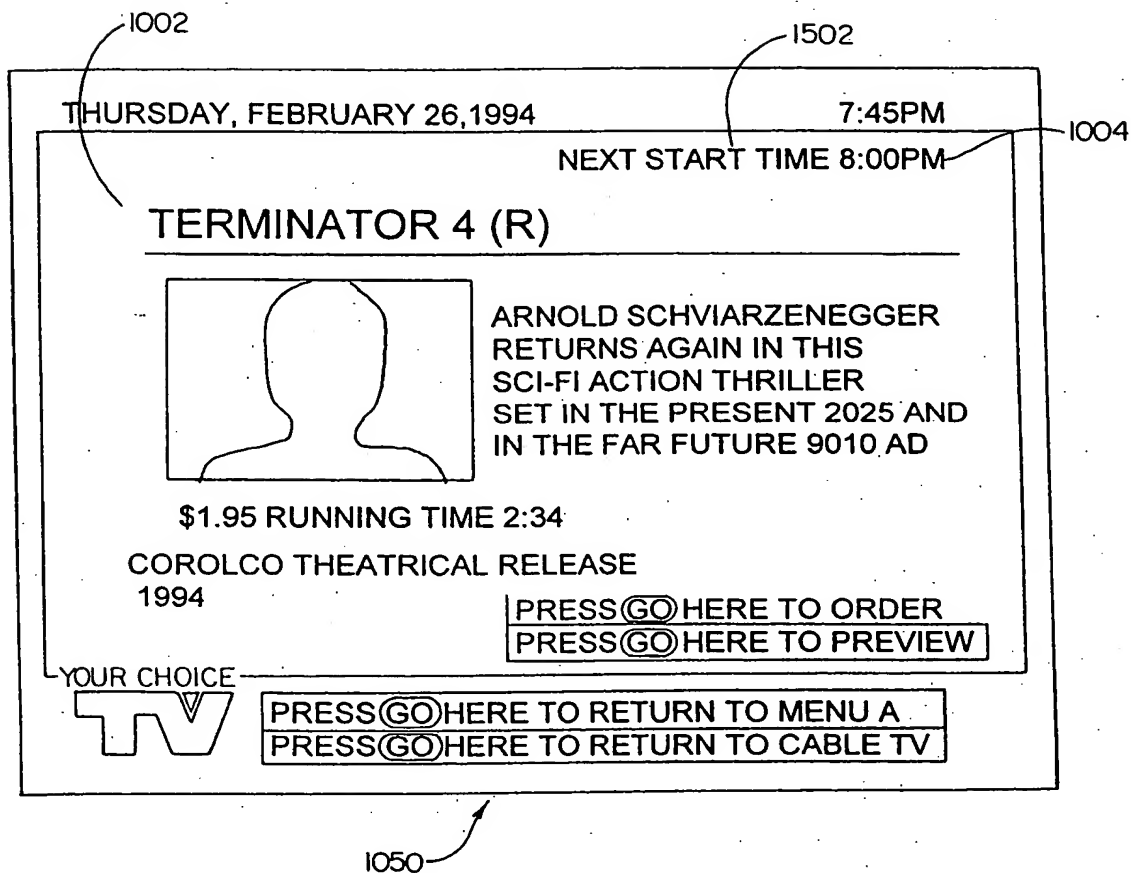 1002
1502
THURSDAY, FEBRUARY 26,1994 7:45PM
1004
NEXT START TIME 8:00PM
TERMINATOR 4 (R)
ARNOLD SCHVIARZENEGGER
RETURNS AGAIN IN THIS
SCI-FI ACTION THRILLER
SET IN THE PRESENT 2025 AND
IN THE FAR FUTURE 9010 AD
$1.95 RUNNING TIME 2:34
COROLCO THEATRICAL RELEASE
1994
PRESS GO HERE TO ORDER
PRESS GO HERE TO PREVIEW
YOUR CHOICE
TV
PRESS GO HERE TO RETURN TO MENU A
PRESS GO HERE TO RETURN TO CABLE TV
1050